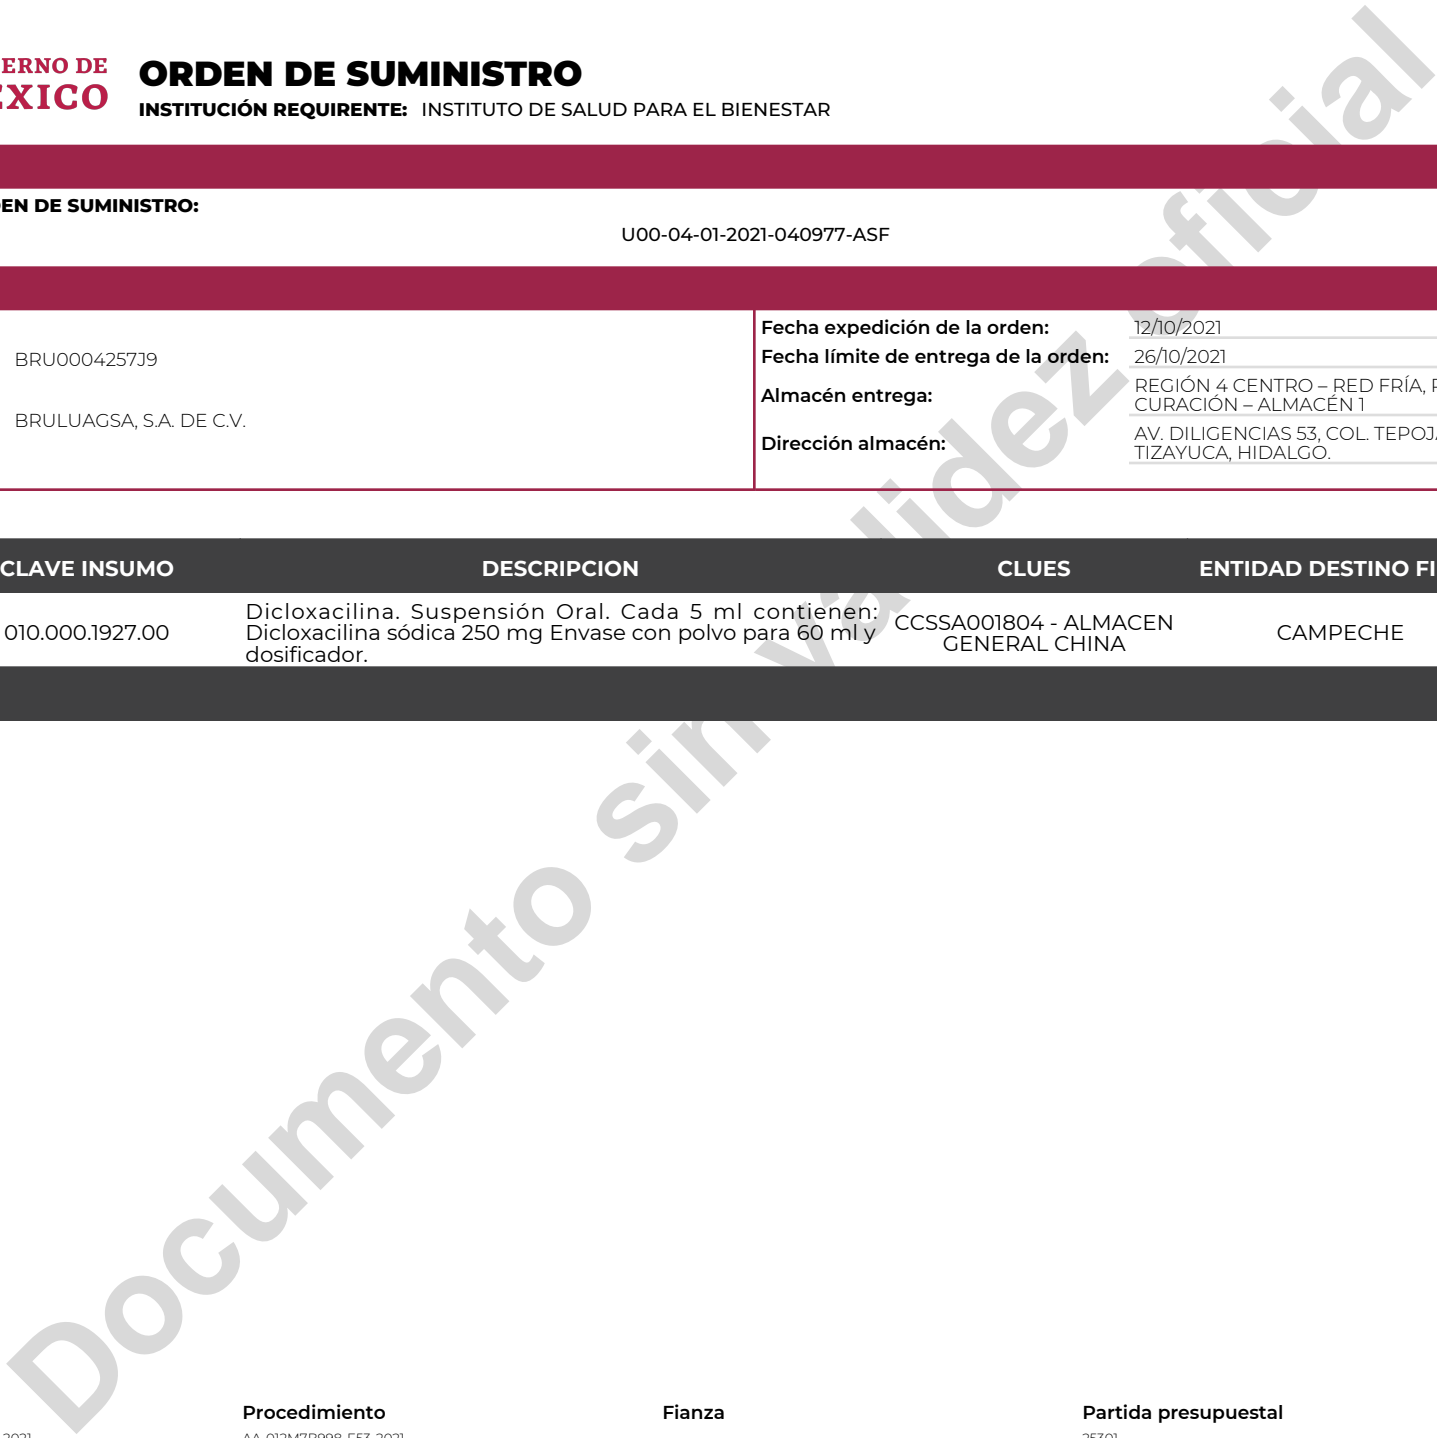 ERNO DE
EXICO
ORDEN DE SUMINISTRO
INSTITUCIÓN REQUIRENTE: INSTITUTO DE SALUD PARA EL BIENESTAR
EN DE SUMINISTRO:
U00-04-01-2021-040977-ASF
BRU0004257J9
BRULUAGSA, S.A. DE C.V.
Fecha expedición de la orden: 12/10/2021
Fecha límite de entrega de la orden: 26/10/2021
Almacén entrega: REGIÓN 4 CENTRO – RED FRÍA,
CURACIÓN – ALMACÉN 1
Dirección almacén: AV. DILIGENCIAS 53, COL. TEPOJA
TIZAYUCA, HIDALGO.
CLAVE INSUMO DESCRIPCION CLUES ENTIDAD DESTINO FI
010.000.1927.00
Dicloxacilina. Suspensión Oral. Cada 5 ml contienen:
Dicloxacilina sódica 250 mg Envase con polvo para 60 ml y
dosificador.
CCSSA001804 - ALMACEN
GENERAL CHINA
CAMPECHE
Documento sin validez oficial
Procedimiento Fianza Partida presupuestal